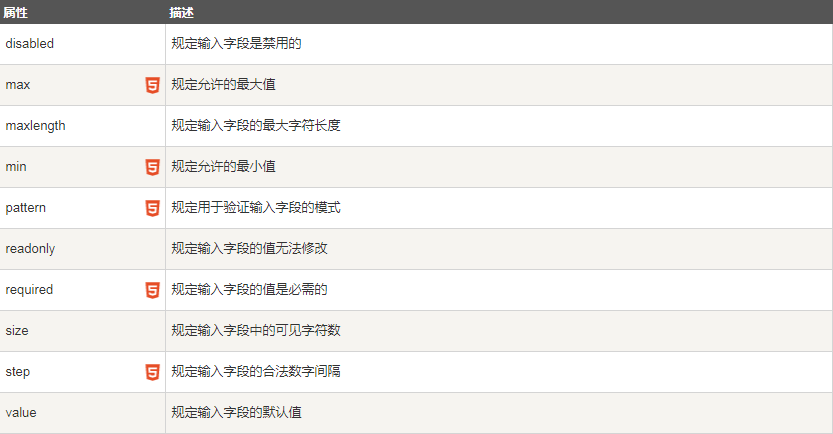 属性 描述
disabled 规定输入字段是禁用的
max 规定允许的最大值
maxlength 规定输入字段的最大字符长度
min 规定允许的最小值
pattern 规定用于验证输入字段的模式
readonly 规定输入字段的值无法修改
required 规定输入字段的值是必需的
size 规定输入字段中的可见字符数
step 规定输入字段的合法数字间隔
value 规定输入字段的默认值